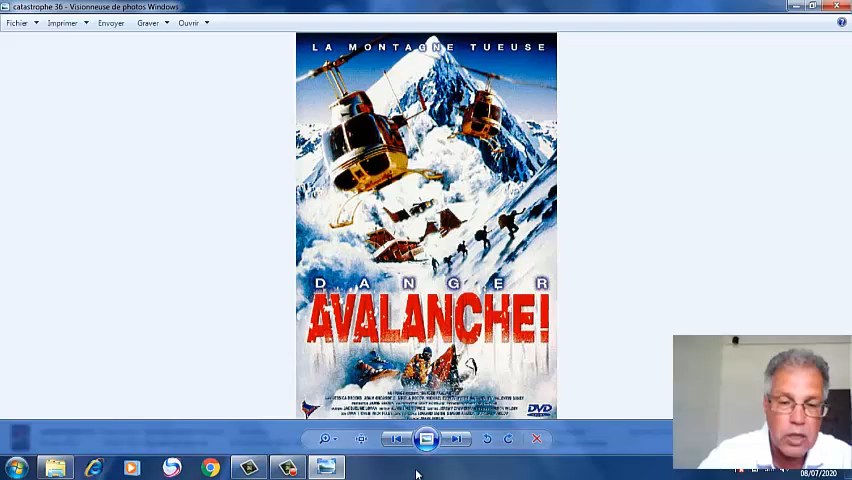 catastrophe 36 - Visionneuse de photos Windows
Fichier Imprimer Envoyer Graver Ouvrir
LA MONTAGNE TUEUSE
DANGER
AVALANCHE!
DVD
08/07/2020